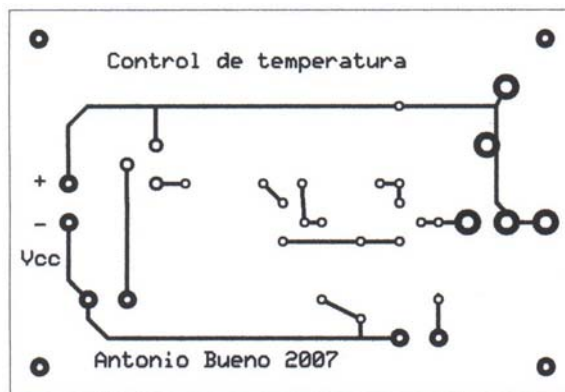 Control de temperatura
+
-
Vcc
Antonio Bueno 2007